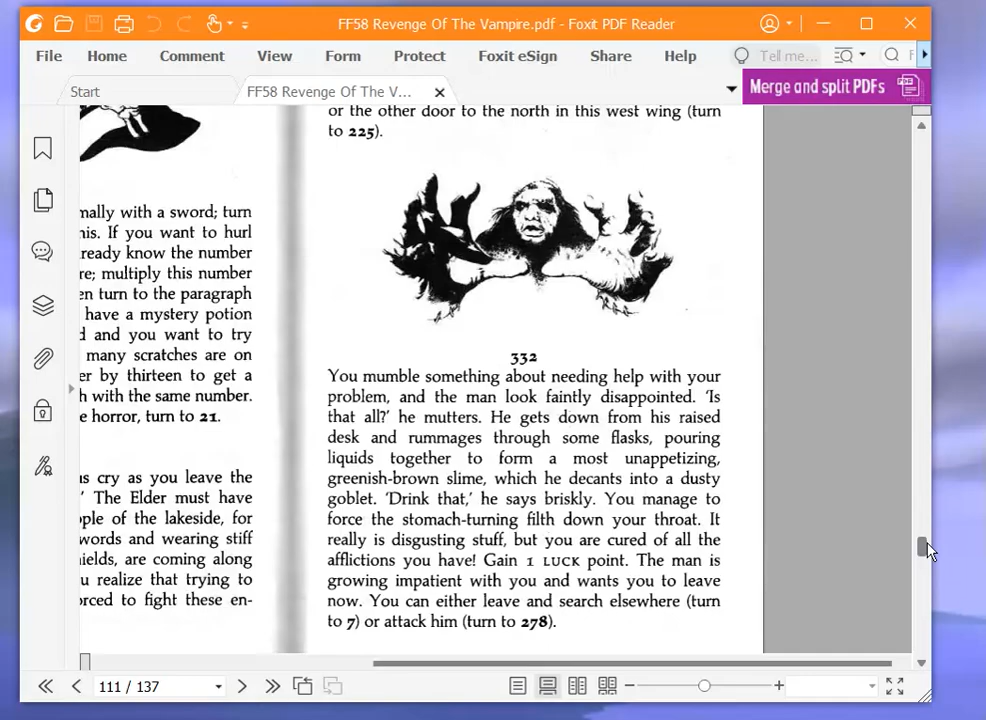 FF58 Revenge Of The Vampire.pdf - Foxit PDF Reader
File Home Comment View Form Protect Foxit eSign Share Help Tell me... F
Start FF58 Revenge Of The V... Merge and split PDFs
mally with a sword; turn
his. If you want to hurl
ready know the number
re; multiply this number
en turn to the paragraph
have a mystery potion
d and you want to try
many scratches are on
er by thirteen to get a
h with the same number.
e horror, turn to 21.
us cry as you leave the
' The Elder must have
ople of the lakeside, for
words and wearing stiff
hields, are coming along
u realize that trying to
orced to fight these en-
or the other door to the north in this west wing (turn
to 225).
332
You mumble something about needing help with your
problem, and the man look faintly disappointed. 'Is
that all?' he mutters. He gets down from his raised
desk and rummages through some flasks, pouring
liquids together to form a most unappetizing,
greenish-brown slime, which he decants into a dusty
goblet. 'Drink that,' he says briskly. You manage to
force the stomach-turning filth down your throat. It
really is disgusting stuff, but you are cured of all the
afflictions you have! Gain 1 LUCK point. The man is
growing impatient with you and wants you to leave
now. You can either leave and search elsewhere (turn
to 7) or attack him (turn to 278).
111 / 137